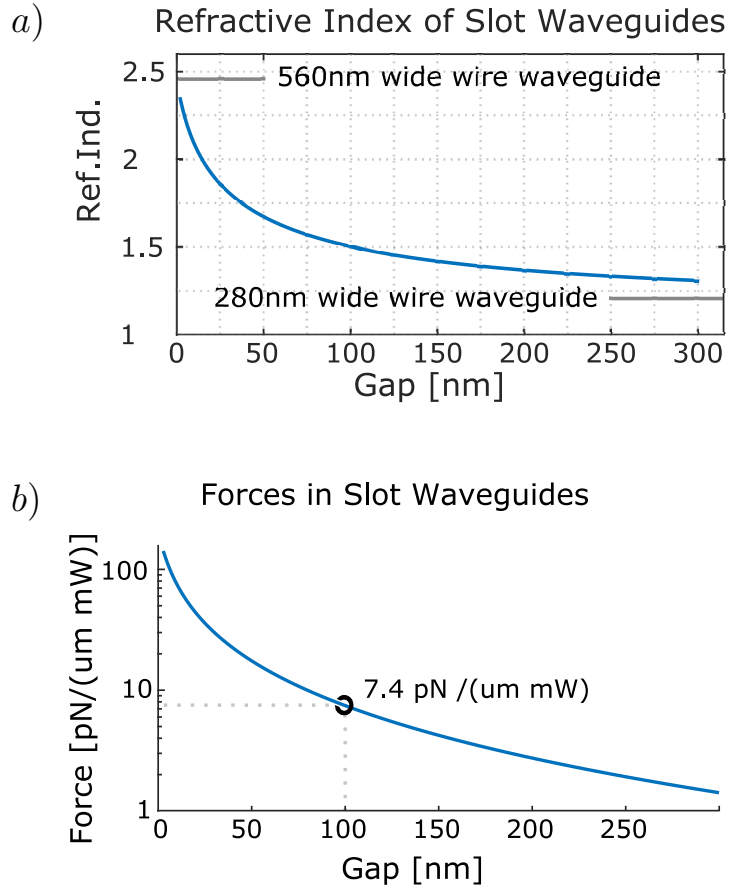 a)
Refractive Index of Slot Waveguides
2.5
560nm wide wire waveguide
2
Ref.Ind.
1.5
280nm wide wire waveguide
1
0 50 100 150 200 250 300
Gap [nm]
b)
Forces in Slot Waveguides
100
7.4 pN /(um mW)
10
Force [pN/(um mW)]
1
0 50 100 150 200 250
Gap [nm]